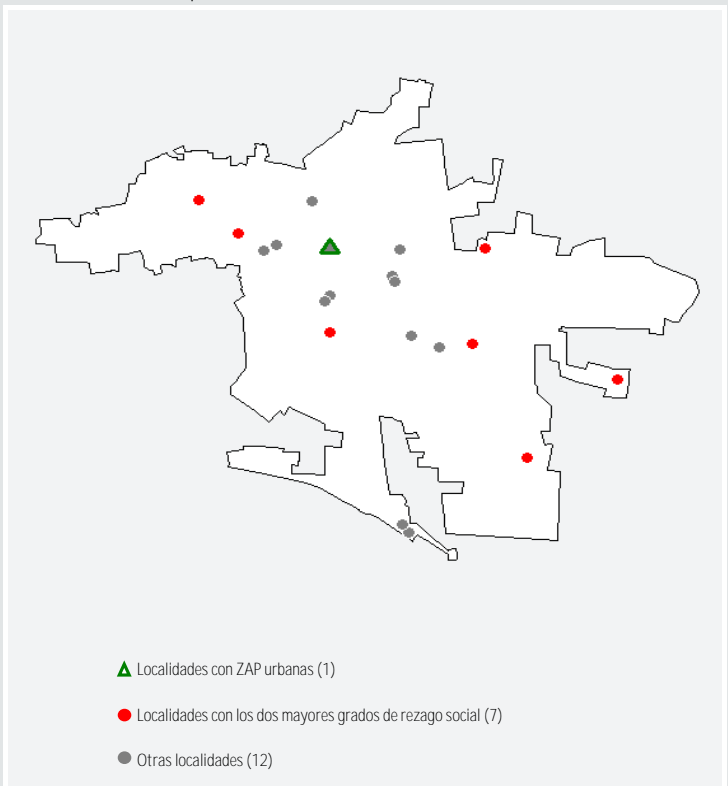 Localidades con ZAP urbanas (1)
Localidades con los dos mayores grados de rezago social (7)
Otras localidades (12)